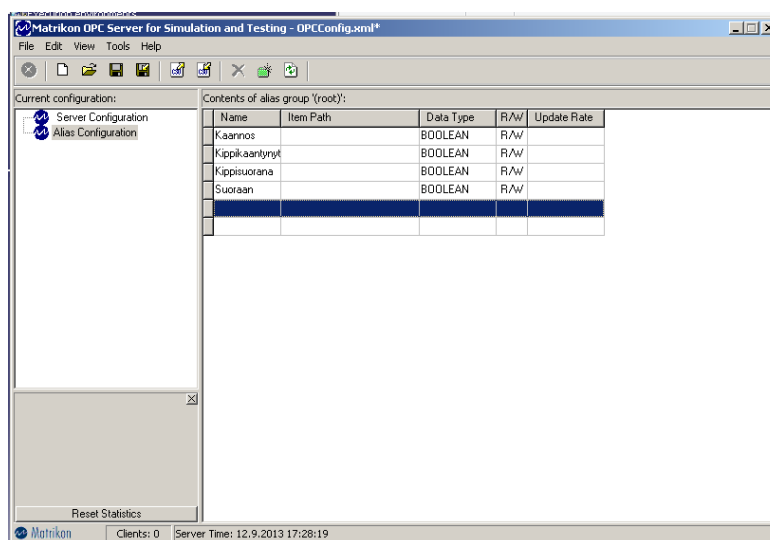 Matrikon OPC Server for Simulation and Testing - OPCConfig.xml*
File Edit View Tools Help
Current configuration:
Contents of alias group '(root)':
Server Configuration
Alias Configuration
Name Item Path Data Type R/W Update Rate
Kaannos BOOLEAN R/W
Kippikaantynyt BOOLEAN R/W
Kippisuorana BOOLEAN R/W
Suoraan BOOLEAN R/W
Reset Statistics
Matrikon Clients: 0 Server Time: 12.9.2013 17:28:19